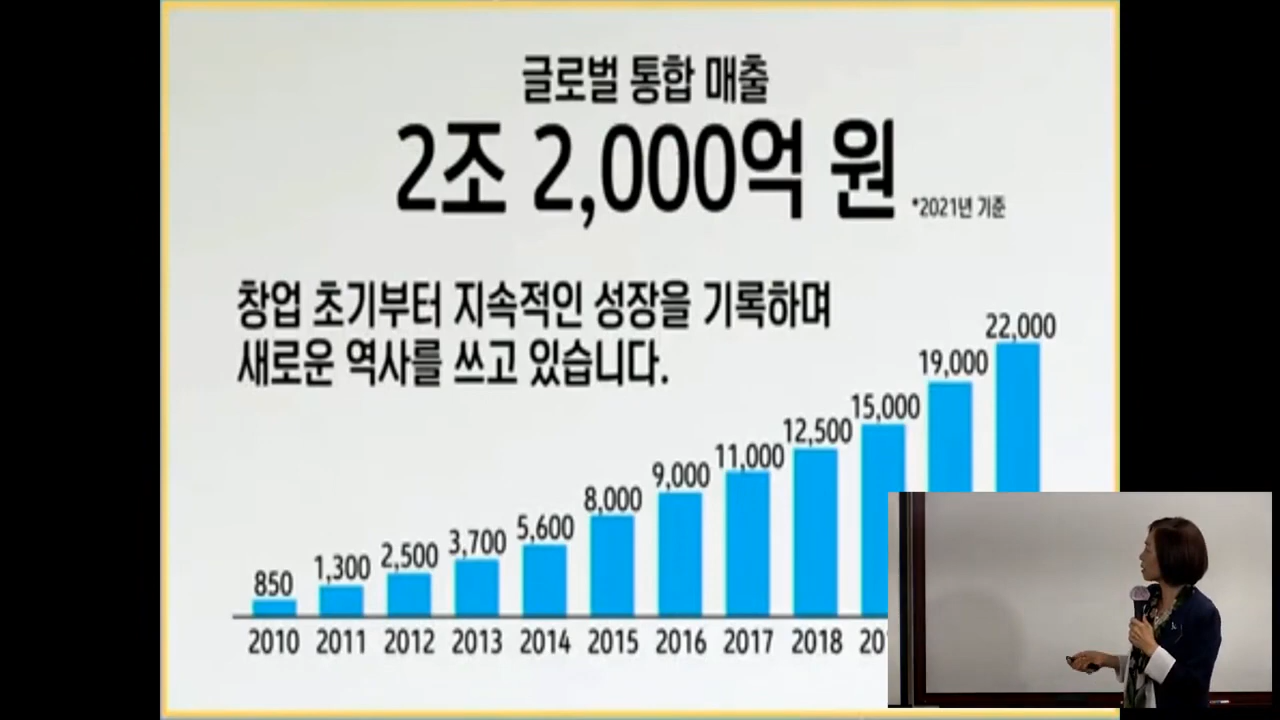 글로벌 통합 매출
2조 2,000억 원 *2021년 기준
창업 초기부터 지속적인 성장을 기록하며
새로운 역사를 쓰고 있습니다.
850 1,300 2,500 3,700 5,600 8,000 9,000 11,000 12,500 15,000 19,000 22,000
2010 2011 2012 2013 2014 2015 2016 2017 2018